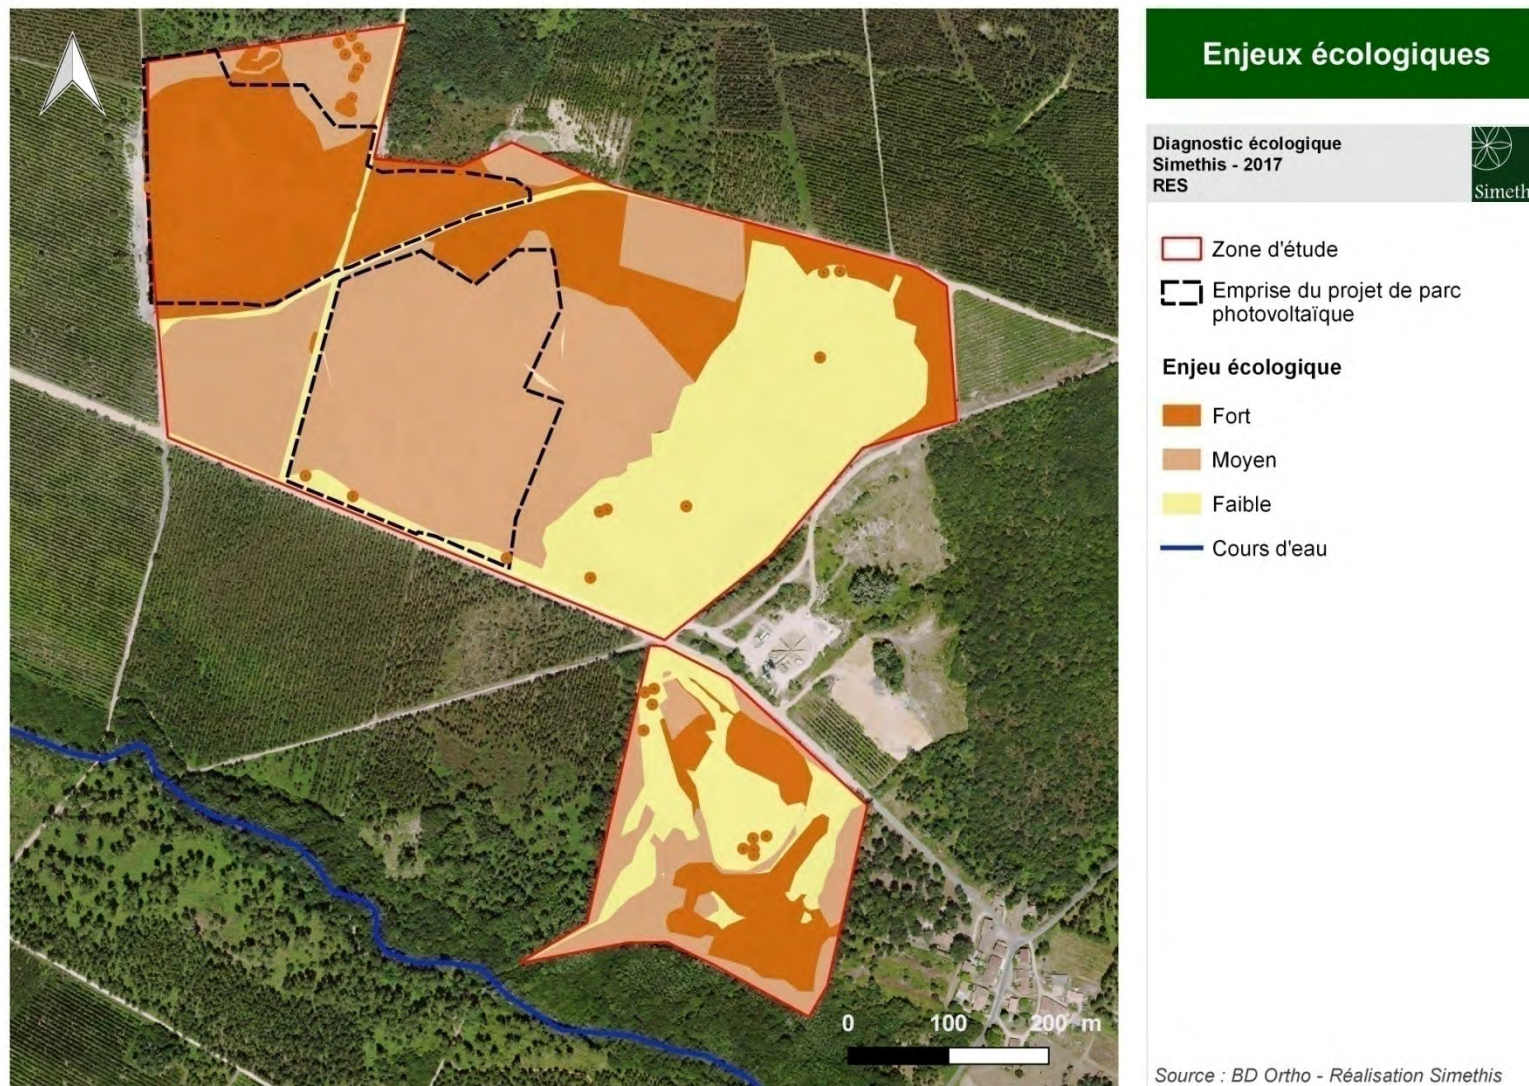 Enjeux écologiques
Diagnostic écologique
Simethis - 2017
RES
Simeth
Zone d'étude
Emprise du projet de parc
photovoltaïque
Enjeu écologique
Fort
Moyen
Faible
Cours d'eau
0 100 200 m
Source : BD Ortho - Réalisation Simethis